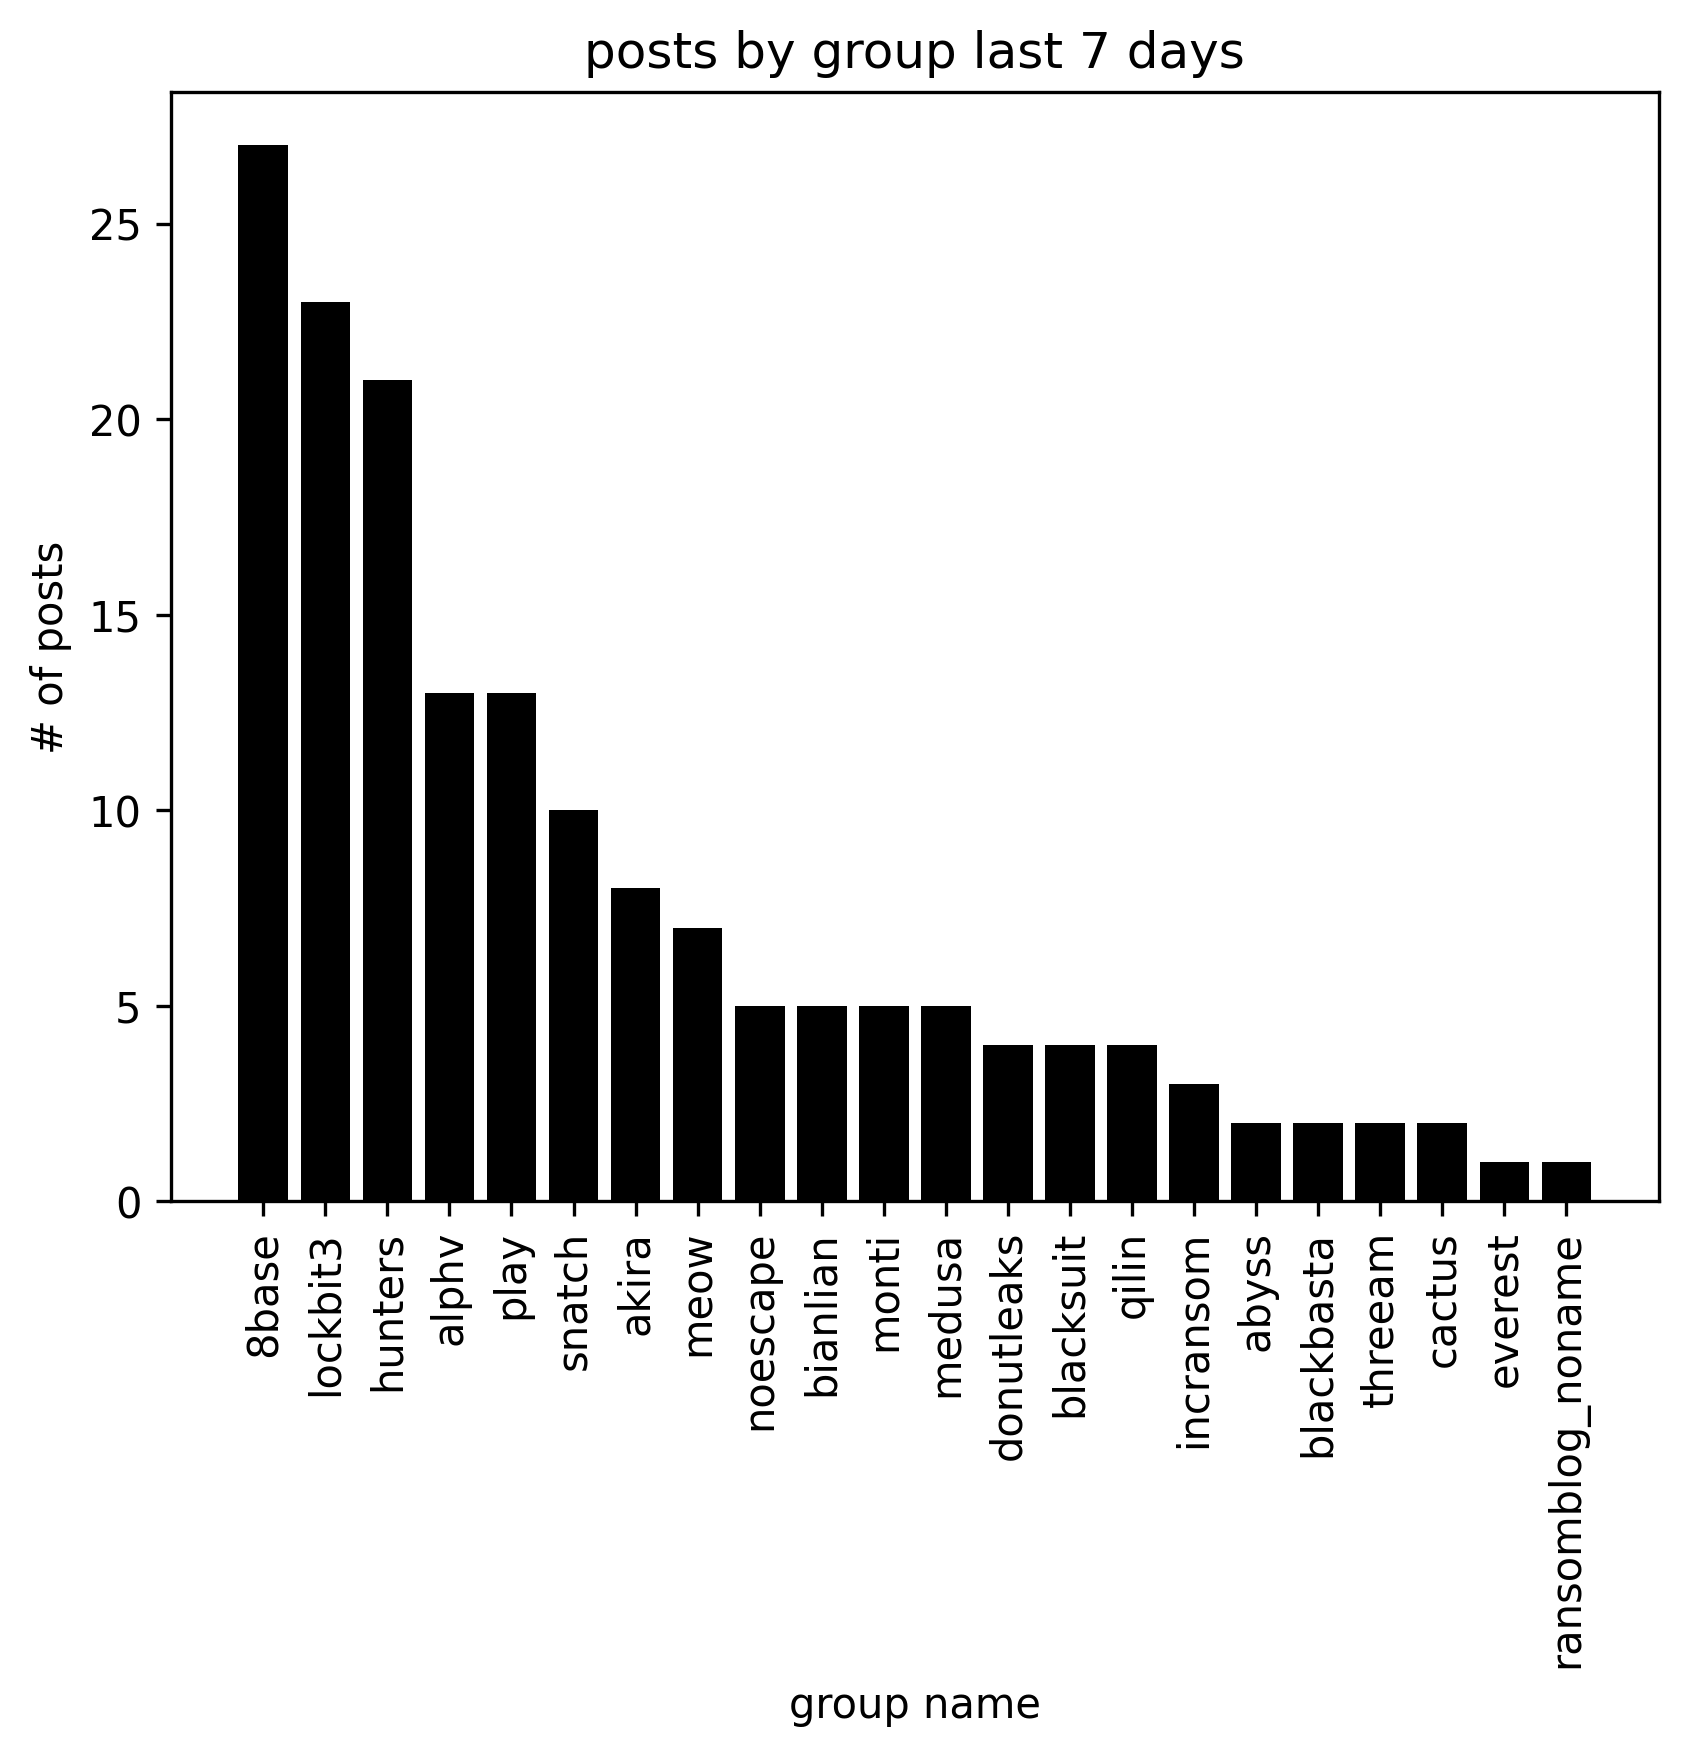 posts by group last 7 days
# of posts
25
20
15
10
5
0
8base
lockbit3
hunters
alphv
play
snatch
akira
meow
noescape
bianlian
monti
medusa
donutleaks
blacksuit
qilin
incransom
abyss
blackbasta
threeam
cactus
everest
ransomblog_noname
group name